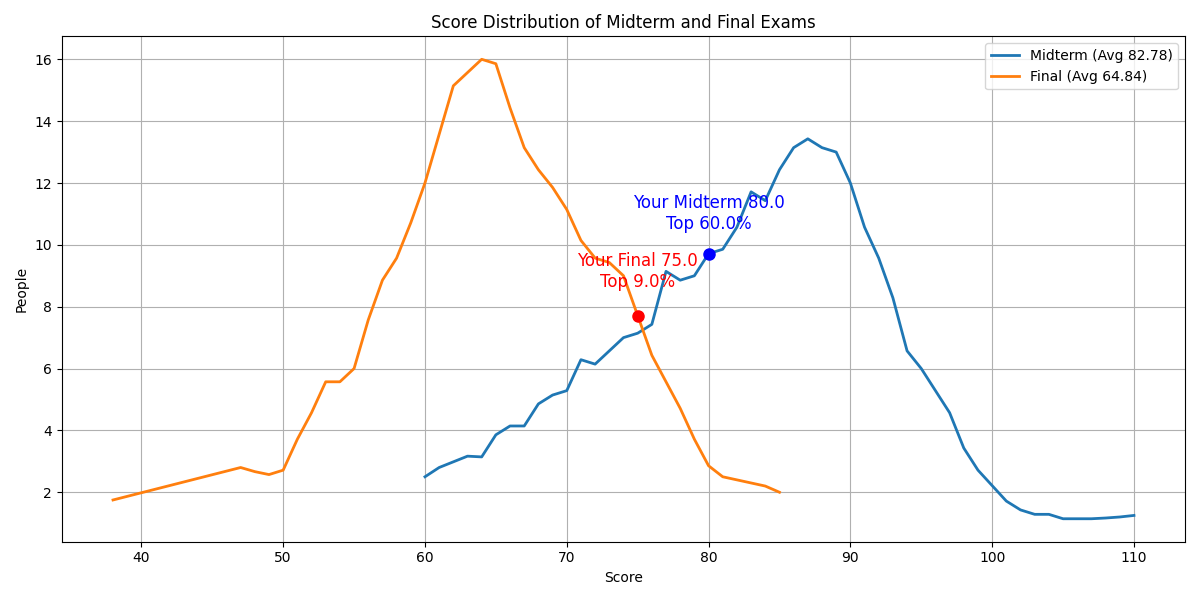 Score Distribution of Midterm and Final Exams
Midterm (Avg 82.78)
Final (Avg 64.84)
Your Midterm 80.0
Top 60.0%
Your Final 75.0
Top 9.0%
People
16
14
12
10
8
6
4
2
40 50 60 70 80 90 100 110
Score